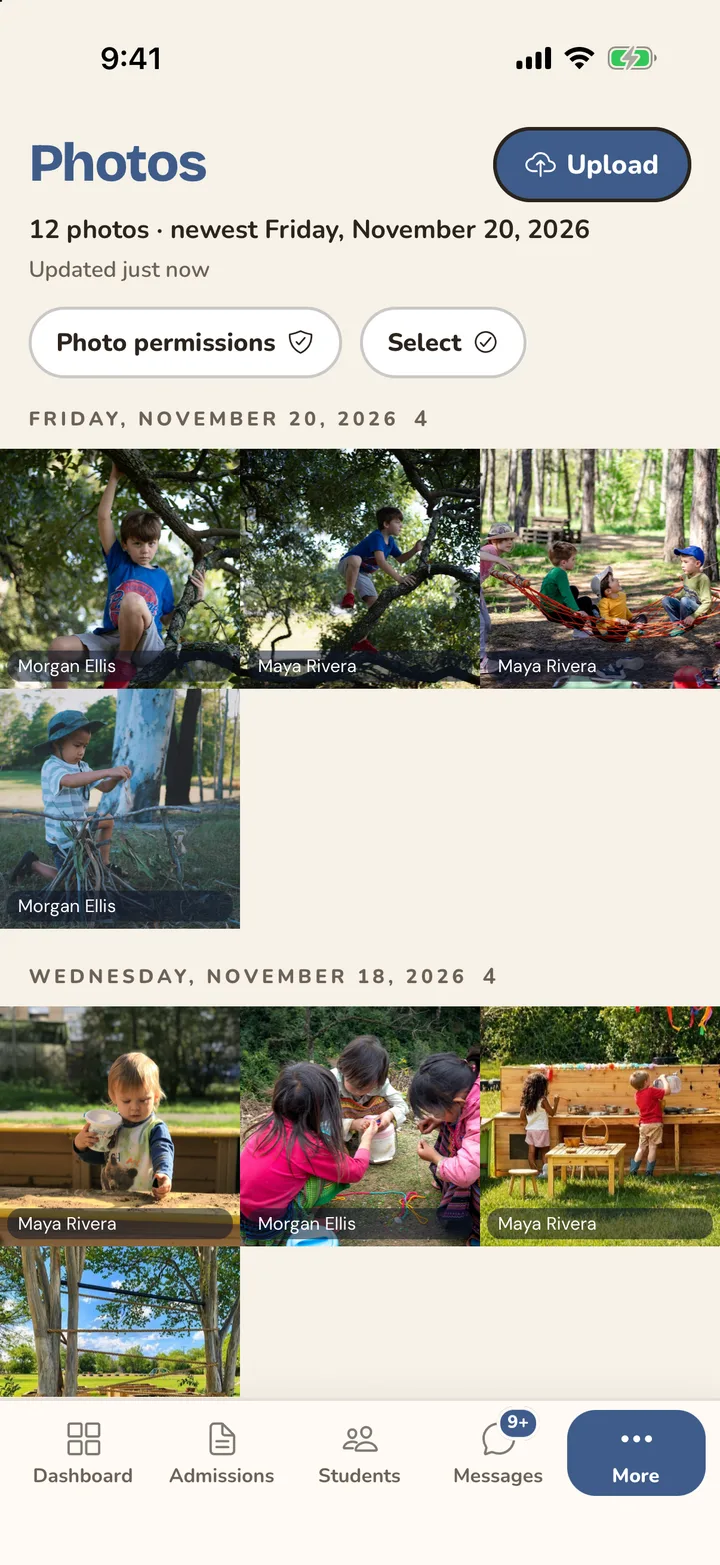 9:41
Photos
Upload
12 photos · newest Friday, November 20, 2026
Updated just now
Photo permissions
Select
FRIDAY, NOVEMBER 20, 2026 4
Morgan Ellis
Maya Rivera
Maya Rivera
Morgan Ellis
WEDNESDAY, NOVEMBER 18, 2026 4
Maya Rivera
Morgan Ellis
Maya Rivera
9+
Dashboard
Admissions
Students
Messages
More